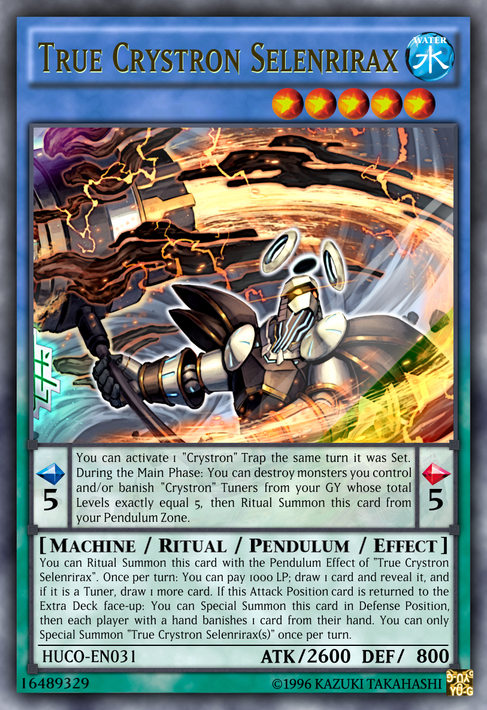 TRUE CRYSTRON SELENRIRAX
WATER
水
You can activate 1 "Crystron" Trap the same turn it was Set.
During the Main Phase: You can destroy monsters you control
and/or banish "Crystron" Tuners from your GY whose total
Levels exactly equal 5, then Ritual Summon this card from
your Pendulum Zone.
5
5
[ MACHINE / RITUAL / PENDULUM / EFFECT ]
You can Ritual Summon this card with the Pendulum Effect of "True Crystron
Selenrirax". Once per turn: You can pay 1000 LP; draw 1 card and reveal it, and
if it is a Tuner, draw 1 more card. If this Attack Position card is returned to the
Extra Deck face-up: You can Special Summon this card in Defense Position,
then each player with a hand banishes 1 card from their hand. You can only
Special Summon "True Crystron Selenrirax(s)" once per turn.
HUCO-EN031 ATK/2600 DEF/ 800
16489329 ©1996 KAZUKI TAKAHASHI